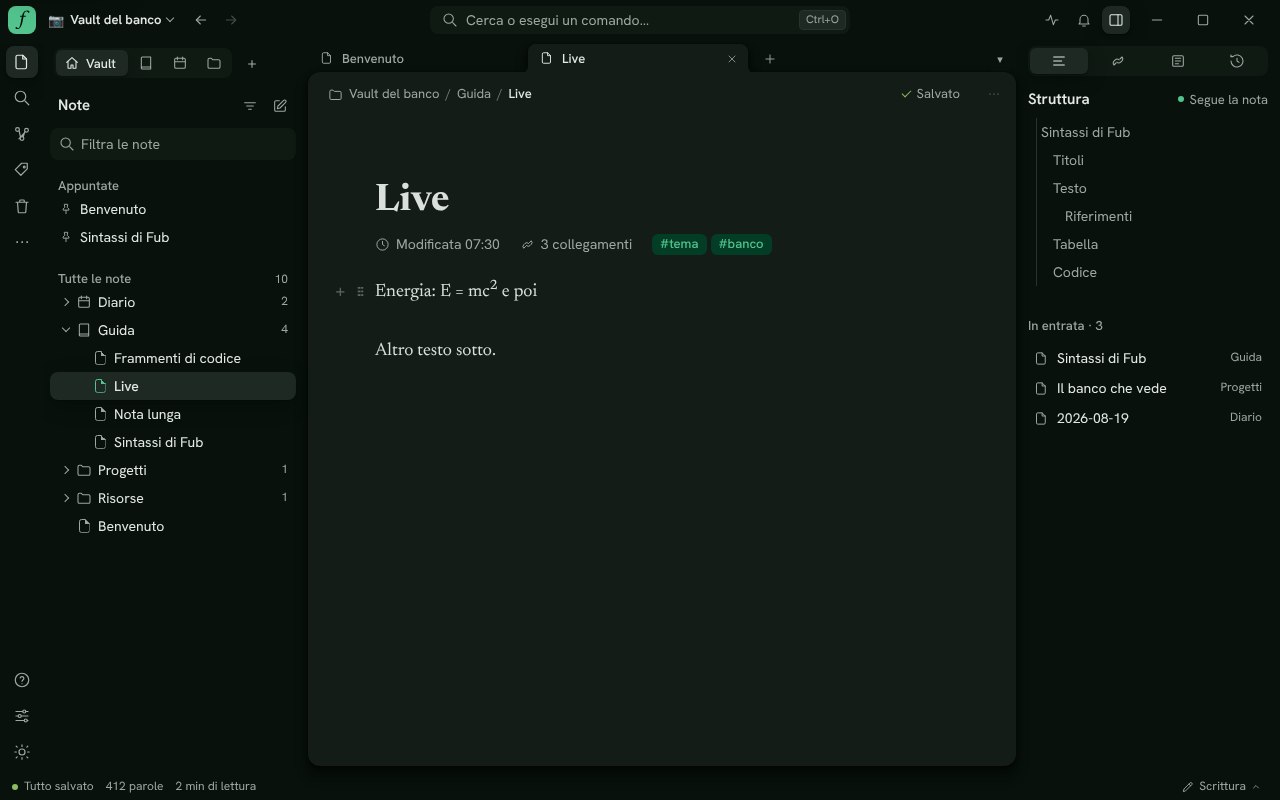 f
Vault del banco
Cerca o esegui un comando...
Ctrl+O
Vault
Benvenuto
Live
Note
Filtra le note
Appuntate
Benvenuto
Sintassi di Fub
Tutte le note 10
Diario 2
Guida 4
Frammenti di codice
Live
Nota lunga
Sintassi di Fub
Progetti 1
Risorse 1
Benvenuto
Vault del banco / Guida / Live
Salvato
Live
Modificata 07:30 3 collegamenti #tema #banco
Energia: E = mc² e poi
Altro testo sotto.
Struttura
Segue la nota
Sintassi di Fub
Titoli
Testo
Riferimenti
Tabella
Codice
In entrata · 3
Sintassi di Fub Guida
Il banco che vede Progetti
2026-08-19 Diario
Tutto salvato 412 parole 2 min di lettura
Scrittura